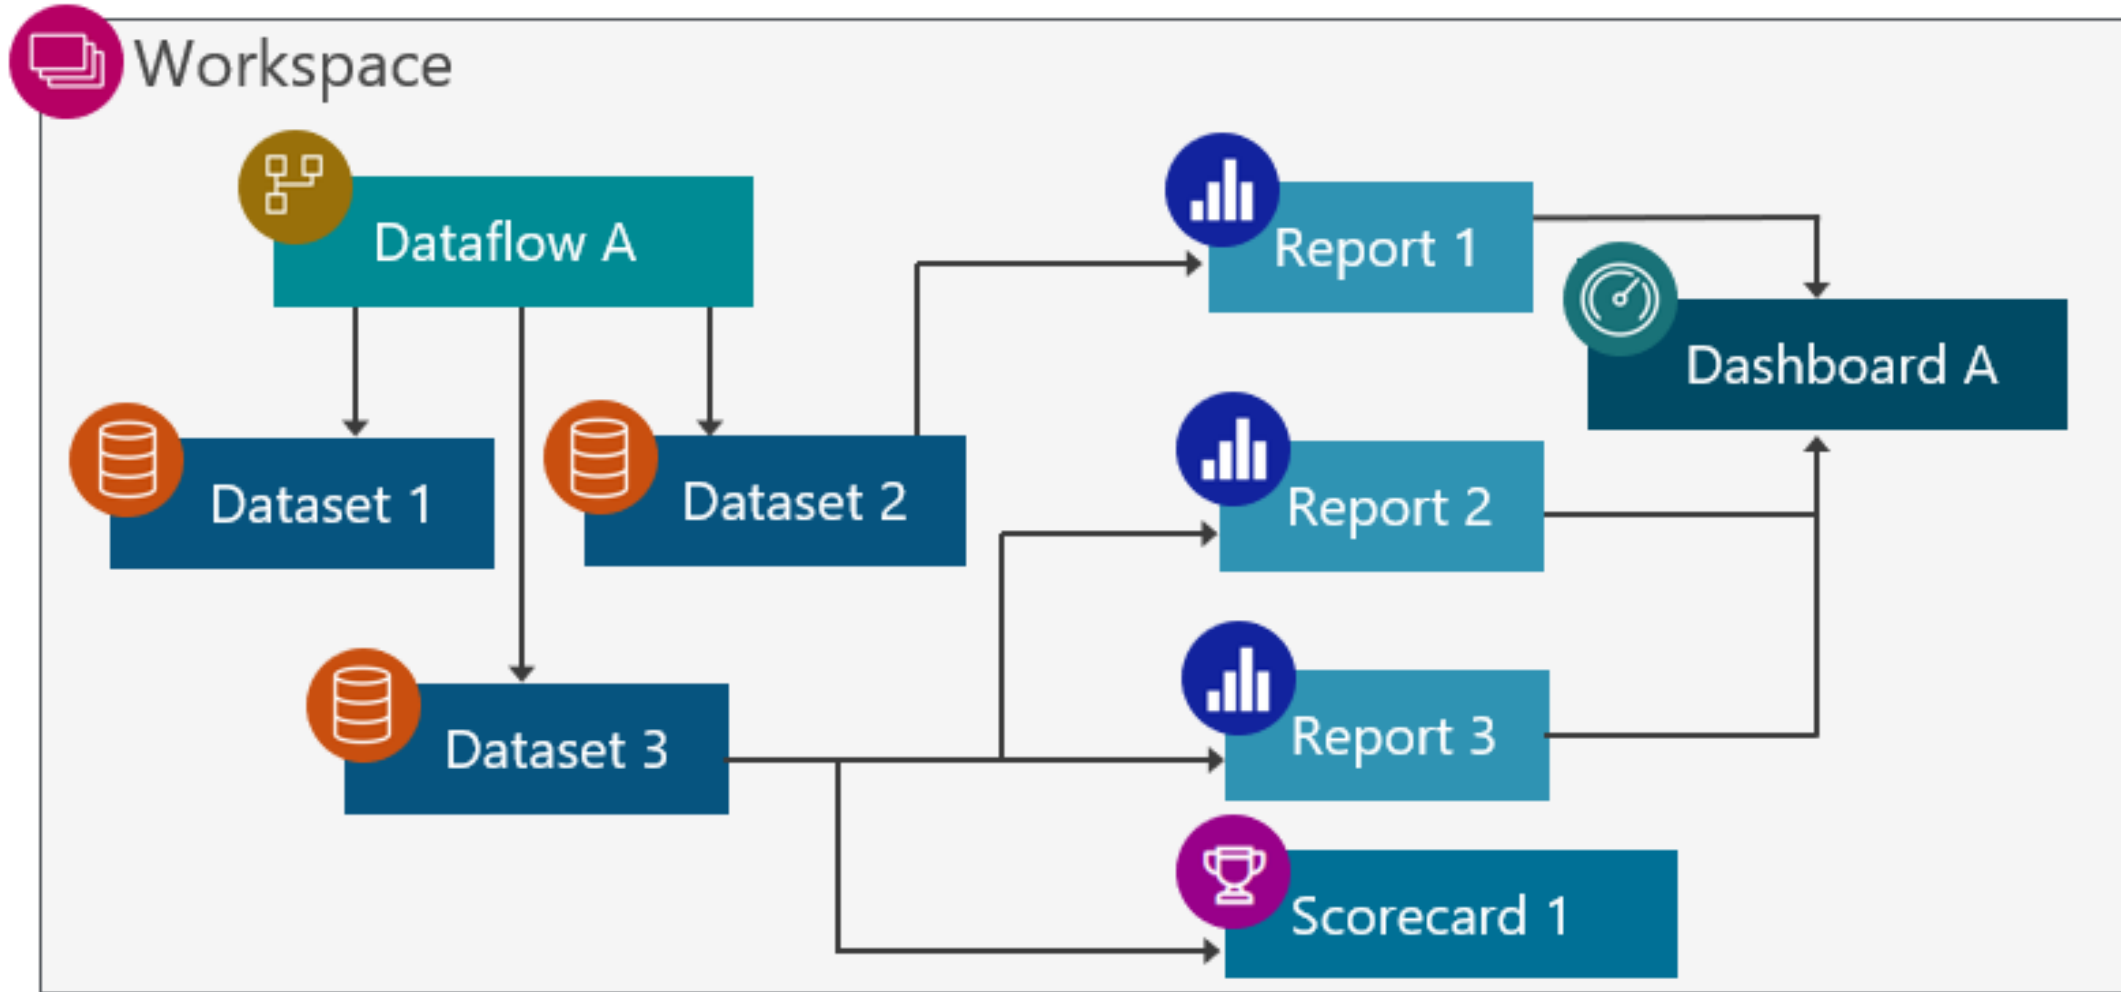 Workspace
Dataflow A
Report 1
Dashboard A
Dataset 1
Dataset 2
Report 2
Dataset 3
Report 3
Scorecard 1